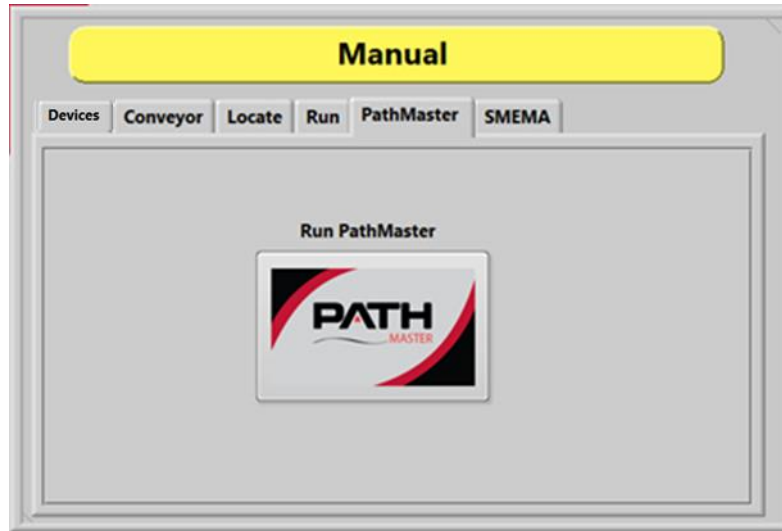 Manual
Devices Conveyor Locate Run PathMaster SMEMA
Run PathMaster
PATH
MASTER